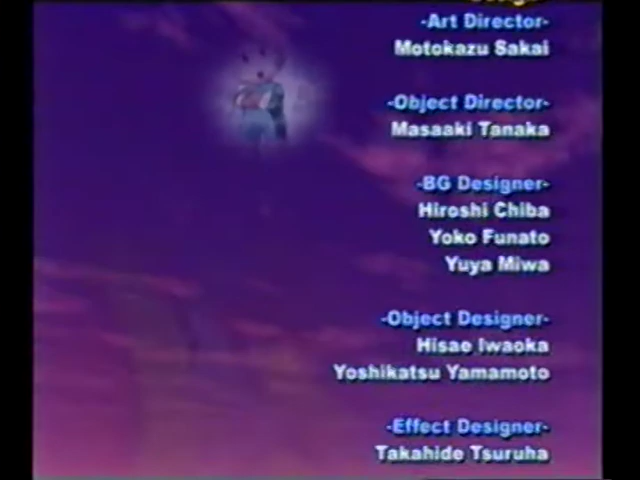 -Art Director-
Motokazu Sakai
-Object Director-
Masaaki Tanaka
-BG Designer-
Hiroshi Chiba
Yoko Funato
Yuya Miwa
-Object Designer-
Hisae Iwaoka
Yoshikatsu Yamamoto
-Effect Designer-
Takahide Tsuruha